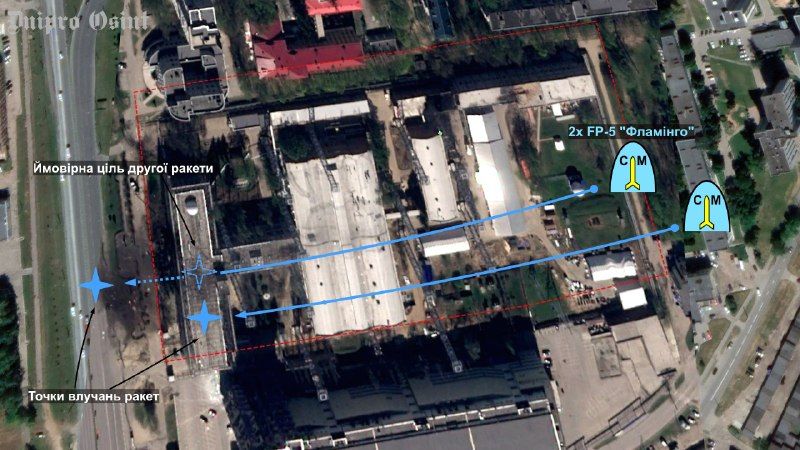 Dnipro Osint
2x FP-5 "Фламінго"
Ймовірна ціль другої ракети
С М
С М
Точки влучань ракет